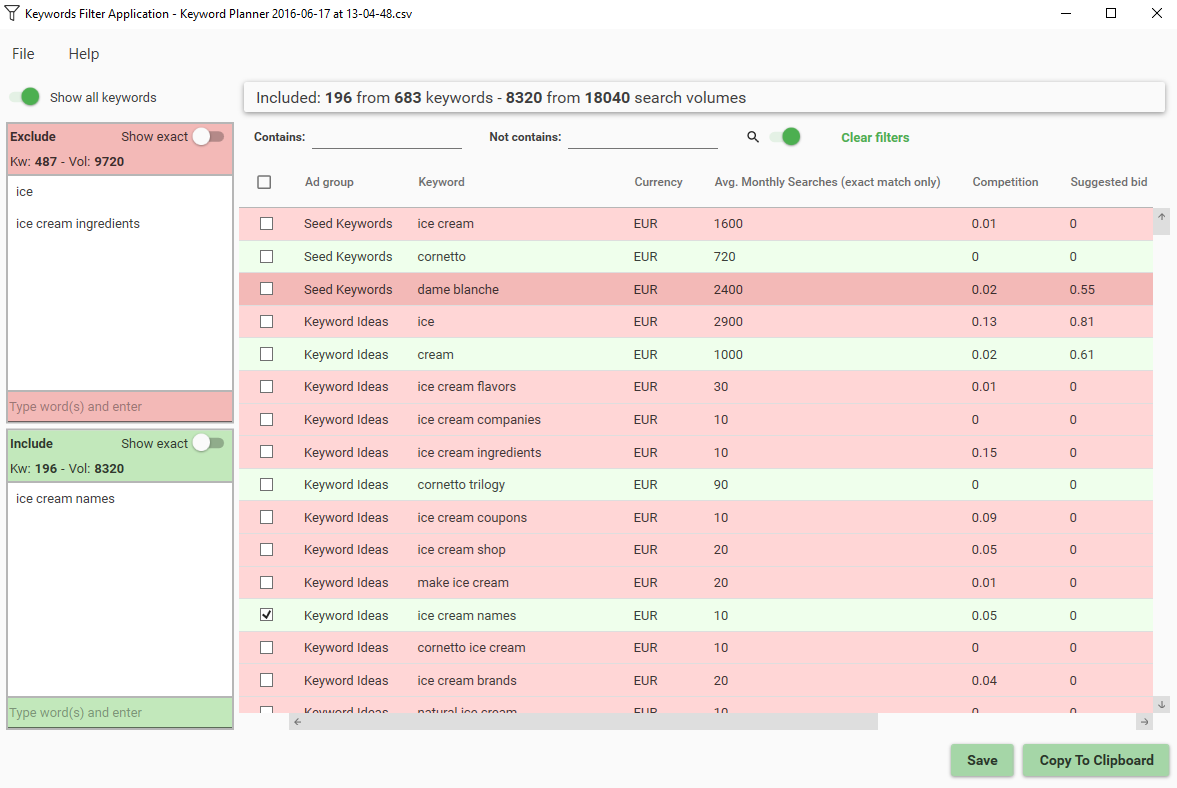 Keywords Filter Application - Keyword Planner 2016-06-17 at 13-04-48.csv
File Help
Show all keywords
Included: 196 from 683 keywords - 8320 from 18040 search volumes
Exclude Show exact
Kw: 487 - Vol: 9720
ice
ice cream ingredients
Type word(s) and enter
Include Show exact
Kw: 196 - Vol: 8320
ice cream names
Type word(s) and enter
Contains: Not contains: Clear filters
Ad group Keyword Currency Avg. Monthly Searches (exact match only) Competition Suggested bid
Seed Keywords ice cream EUR 1600 0.01 0
Seed Keywords cornetto EUR 720 0 0
Seed Keywords dame blanche EUR 2400 0.02 0.55
Keyword Ideas ice EUR 2900 0.13 0.81
Keyword Ideas cream EUR 1000 0.02 0.61
Keyword Ideas ice cream flavors EUR 30 0.01 0
Keyword Ideas ice cream companies EUR 10 0 0
Keyword Ideas ice cream ingredients EUR 10 0.15 0
Keyword Ideas cornetto trilogy EUR 90 0 0
Keyword Ideas ice cream coupons EUR 10 0.09 0
Keyword Ideas ice cream shop EUR 20 0.05 0
Keyword Ideas make ice cream EUR 20 0.01 0
Keyword Ideas ice cream names EUR 10 0.05 0
Keyword Ideas cornetto ice cream EUR 10 0 0
Keyword Ideas ice cream brands EUR 20 0.04 0
Keyword Ideas natural ice cream EUR 10 0 0
Save Copy To Clipboard